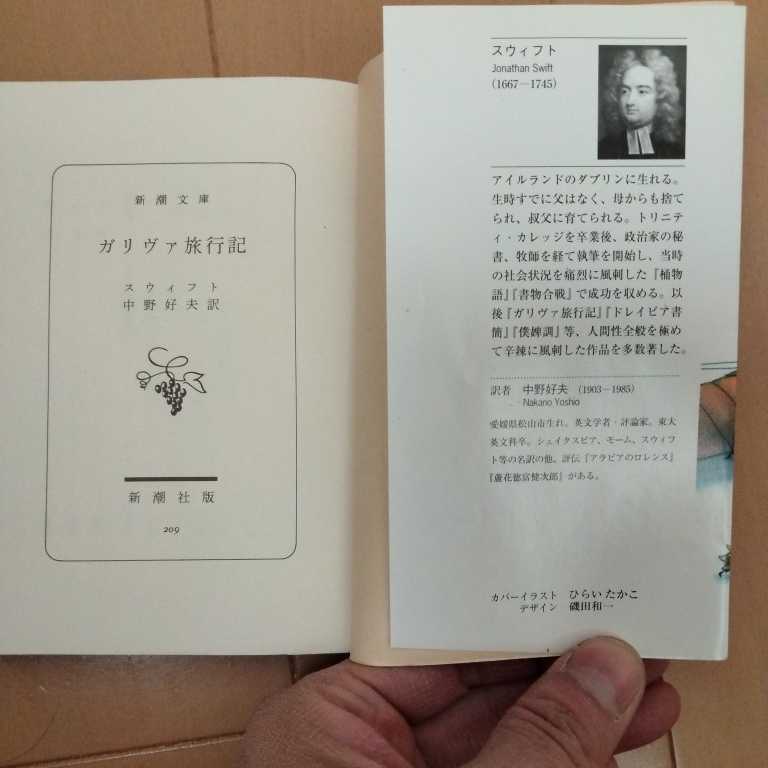 新潮文庫
ガリヴァ旅行記
スウィフト
中野好夫訳
新潮社版
209
スウィフト
Jonathan Swift
(1667―1745)
アイルランドのダブリンに生れる。
生時すでに父はなく、母からも捨て
られ、叔父に育てられる。トリニテ
ィ・カレッジを卒業後、政治家の秘
書、牧師を経て執筆を開始し、当時
の社会状況を痛烈に風刺した『桶物
語』『書物合戦』で成功を収める。以
後『ガリヴァ旅行記』『ドレイピア書
簡』『僕婢訓』等、人間性全般を極め
て辛辣に風刺した作品を多数著した。
訳者 中野好夫 (1903―1985)
Nakano Yoshio
愛媛県松山市生れ。英文学者・評論家。東大
英文科卒。シェイクスピア、モーム、スウィフ
ト等の名訳の他、評伝『アラビアのロレンス』
『蘆花徳富健次郎』がある。
カバーイラスト ひらいたかこ
デザイン 磯田和一